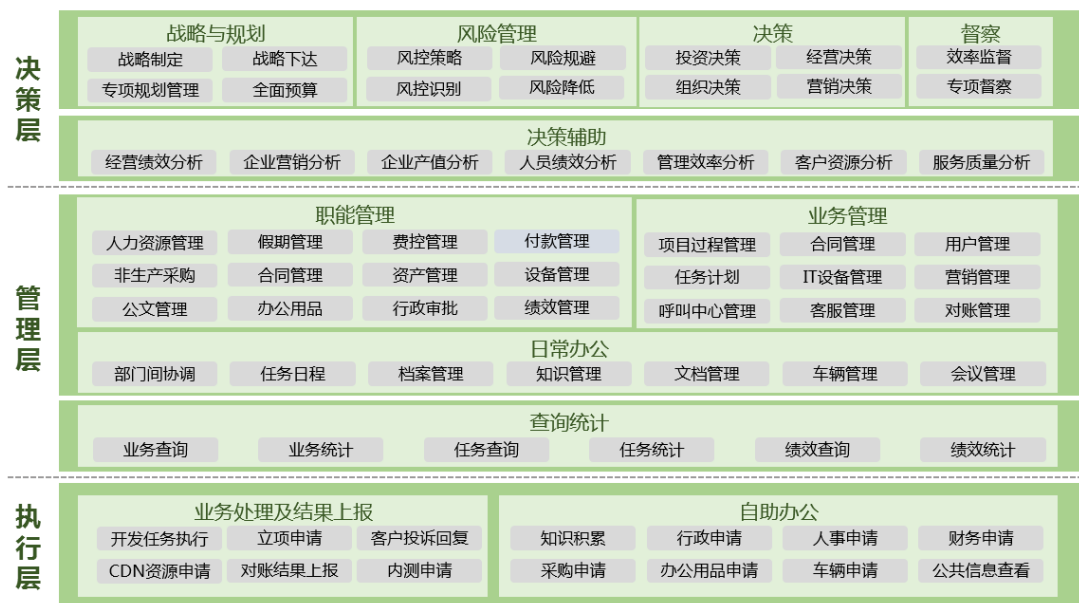 决策层
战略与规划
战略制定 战略下达
专项规划管理 全面预算
风险管理
风控策略 风险规避
风控识别 风险降低
决策
投资决策 经营决策
组织决策 营销决策
督察
效率监督
专项督察
决策辅助
经营绩效分析 企业营销分析 企业产值分析 人员绩效分析 管理效率分析 客户资源分析 服务质量分析
管理层
职能管理
人力资源管理 假期管理 费控管理 付款管理
非生产采购 合同管理 资产管理 设备管理
公文管理 办公用品 行政审批 绩效管理
业务管理
项目过程管理 合同管理 用户管理
任务计划 IT设备管理 营销管理
呼叫中心管理 客服管理 对账管理
日常办公
部门间协调 任务日程 档案管理 知识管理 文档管理 车辆管理 会议管理
查询统计
业务查询 业务统计 任务查询 任务统计 绩效查询 绩效统计
执行层
业务处理及结果上报
开发任务执行 立项申请 客户投诉回复
CDN资源申请 对账结果上报 内测申请
自助办公
知识积累 行政申请 人事申请 财务申请
采购申请 办公用品申请 车辆申请 公共信息查看